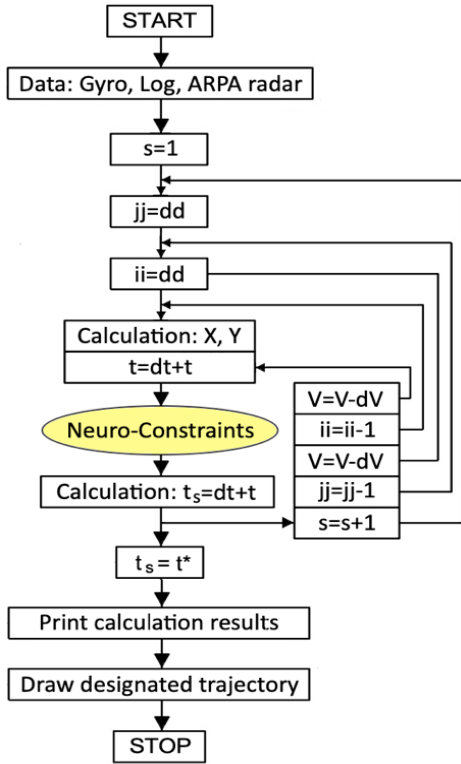 START
Data: Gyro, Log, ARPA radar
s=1
jj=dd
ii=dd
Calculation: X, Y
t=dt+t
Neuro-Constraints
Calculation: tₛ=dt+t
V=V-dV
ii=ii-1
V=V-dV
jj=jj-1
s=s+1
tₛ= t*
Print calculation results
Draw designated trajectory
STOP